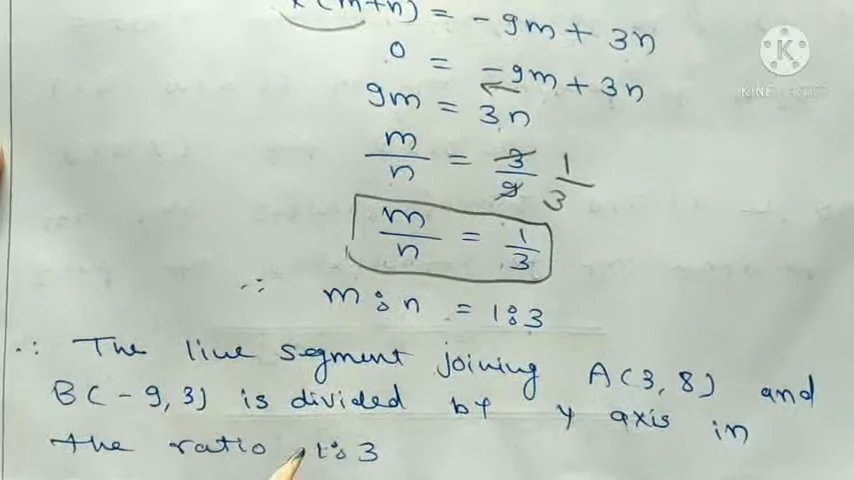 x (m+n) = - 9m + 3n
0 = - 9m + 3n
9m = 3n
m/n = 3/9 1/3
m/n = 1/3
∴ m : n = 1:3
∴ The line segment joining A(3,8) and
B(-9,3) is divided by y axis in
the ratio 1:3
K